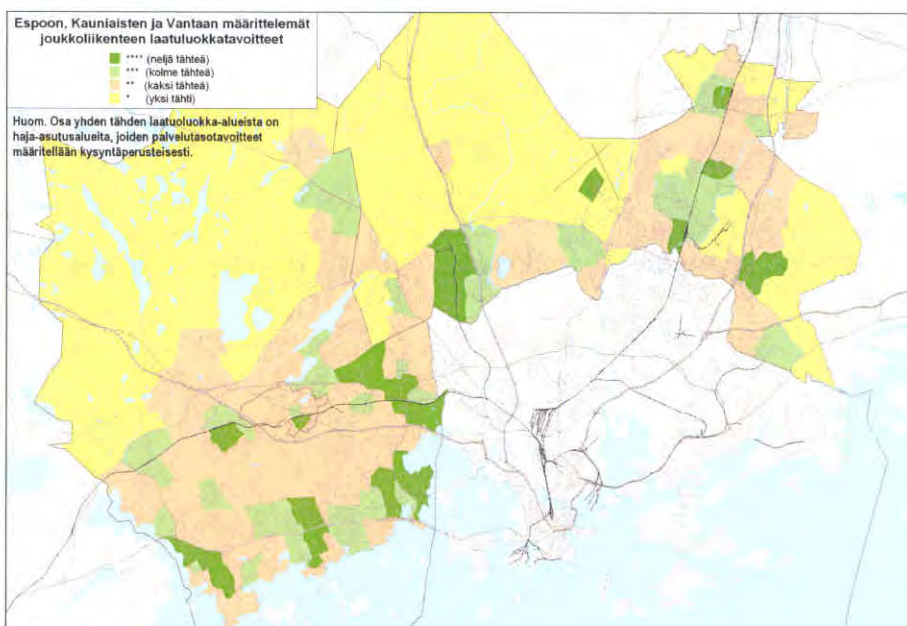 Espoon, Kauniaisten ja Vantaan määrittelemät
joukkoliikenteen laatuluokkatavoitteet
**** (neljä tähteä)
*** (kolme tähteä)
** (kaksi tähteä)
* (yksi tähti)
Huom. Osa yhden tähden laatuoluokka-alueista on
haja-asutusalueita, joiden palvelutasotavoitteet
määritellään kysyntäperusteisesti.